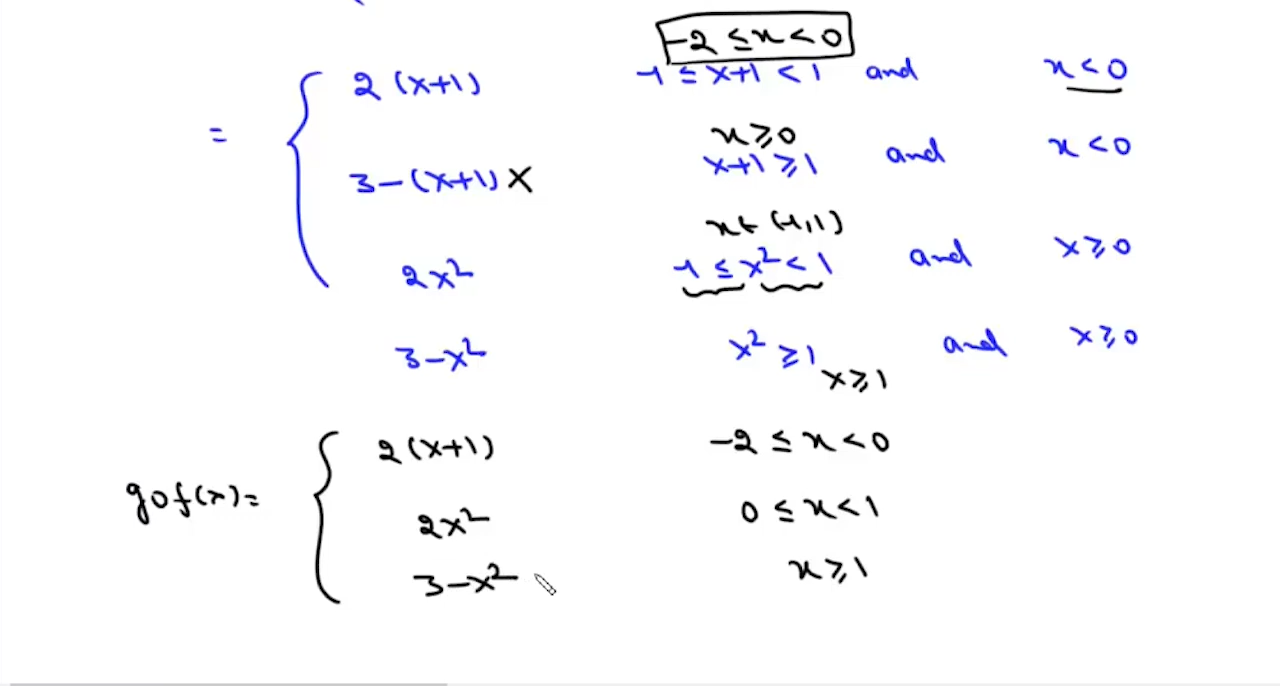 -2 ≤ x < 0
2(x+1) -1 ≤ x+1 < 1 and x < 0
=
x ≥ 0
3-(x+1) X x+1 ≥ 1 and x < 0
x ∈ (-1,1)
2x² -1 ≤ x² < 1 and x ≥ 0
3-x² x² ≥ 1 and x ≥ 0
x ≥ 1
2(x+1) -2 ≤ x < 0
gof(x) =
2x² 0 ≤ x < 1
3-x² x ≥ 1